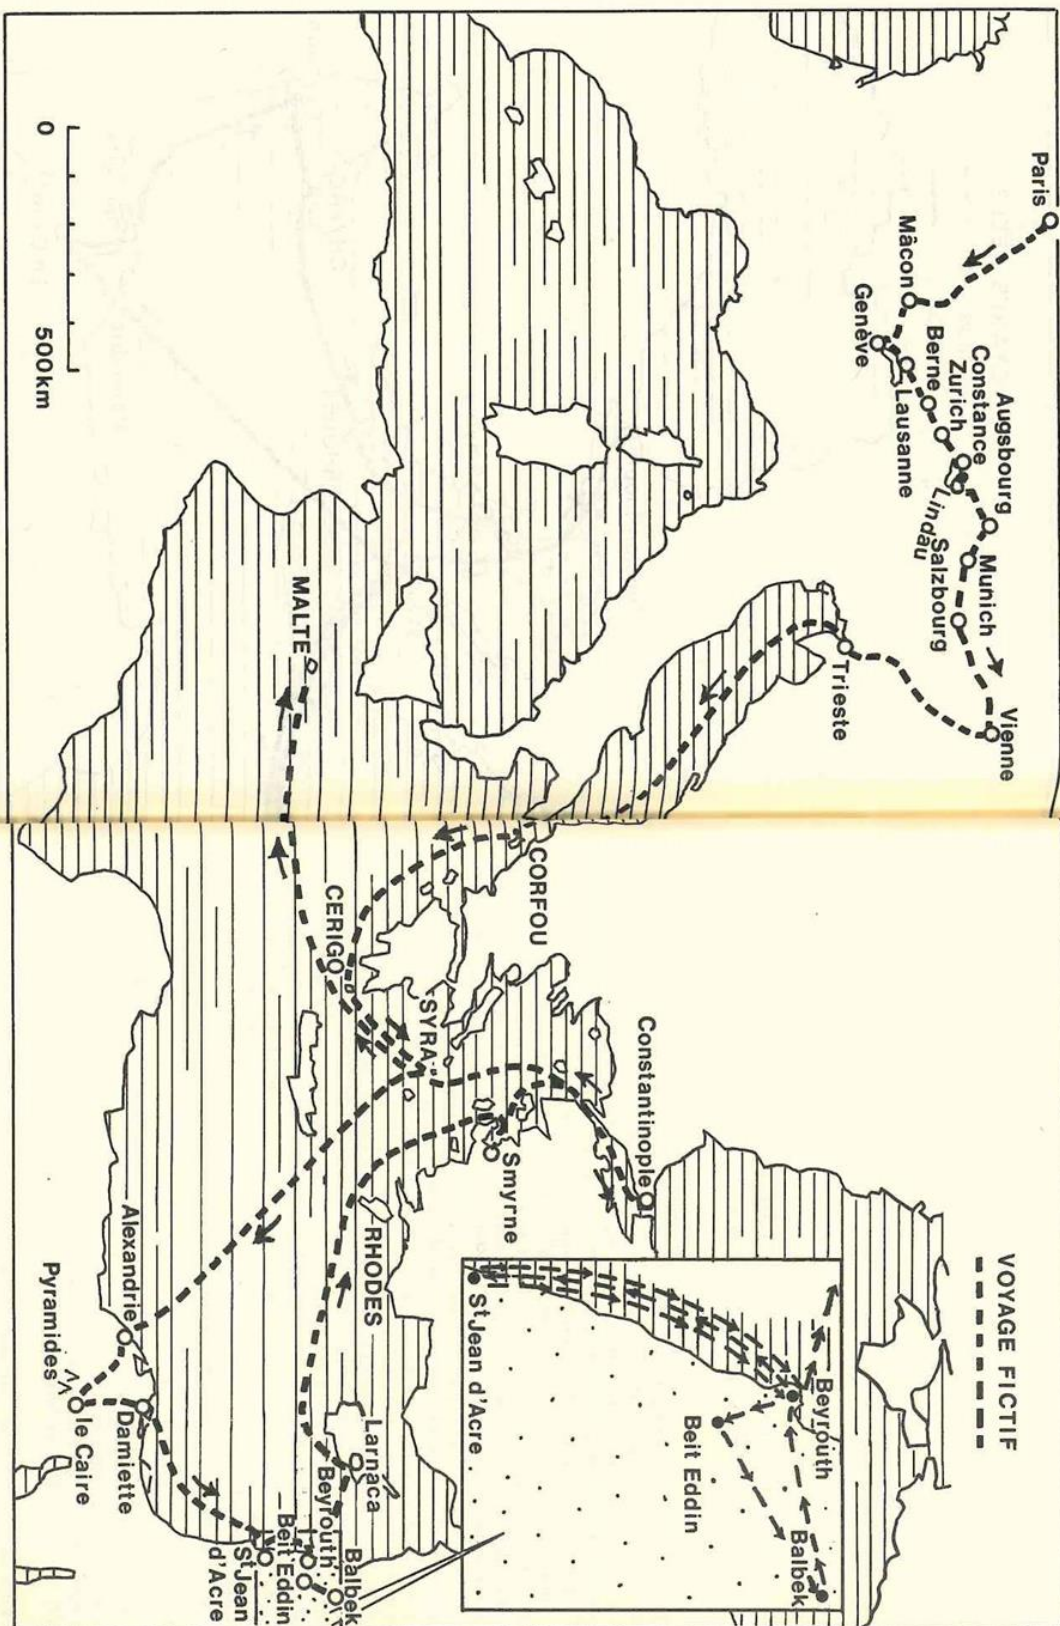 VOYAGE FICTIF
Paris
Mâcon
Genève
Lausanne
Berne
Zurich
Constance
Lindau
Augsbourg
Munich
Salzbourg
Vienne
Trieste
CORFOU
CERIGO
SYRA
MALTE
Constantinople
Smyrne
RHODES
Larnaca
Alexandrie
Pyramides
le Caire
Damiette
St Jean
d'Acre
Beit Eddin
Beyrouth
Balbek
St Jean d'Acre
Beit Eddin
Beyrouth
Balbek
0
500km